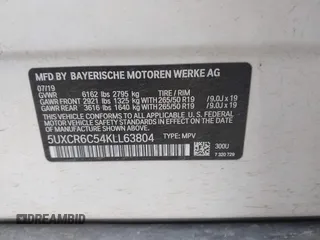 MFD BY BAYERISCHE MOTOREN WERKE AG
07/19
GVWR 6162 lbs 2795 kg TIRE / RIM
GAWR FRONT 2921 lbs 1325 kg WITH 265/50 R19 / 9.0J x 19
GAWR REAR 3616 lbs 1640 kg WITH 265/50 R19 / 9.0J x 19
THIS VEHICLE CONFORMS TO ALL APPLICABLE U.S. FEDERAL
MOTOR VEHICLE SAFETY STANDARDS IN EFFECT ON THE DATE
OF MANUFACTURE SHOWN ABOVE.
5UXCR6C54KLL63804 TYPE: MPV 300U
AUTOBIDMASTER